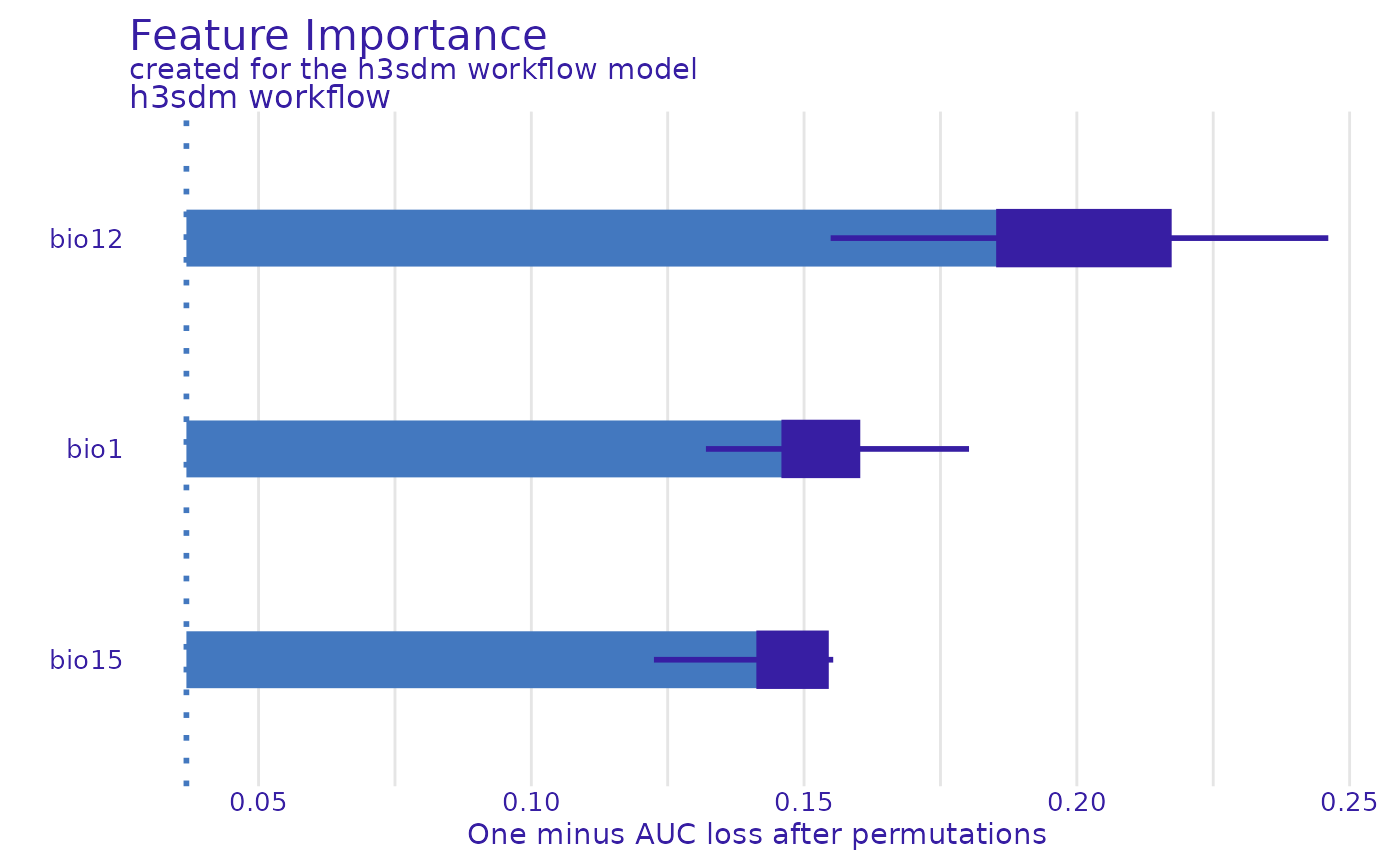 Feature Importance
created for the h3sdm workflow model
h3sdm workflow
bio12
bio1
bio15
0.05 0.10 0.15 0.20 0.25
One minus AUC loss after permutations